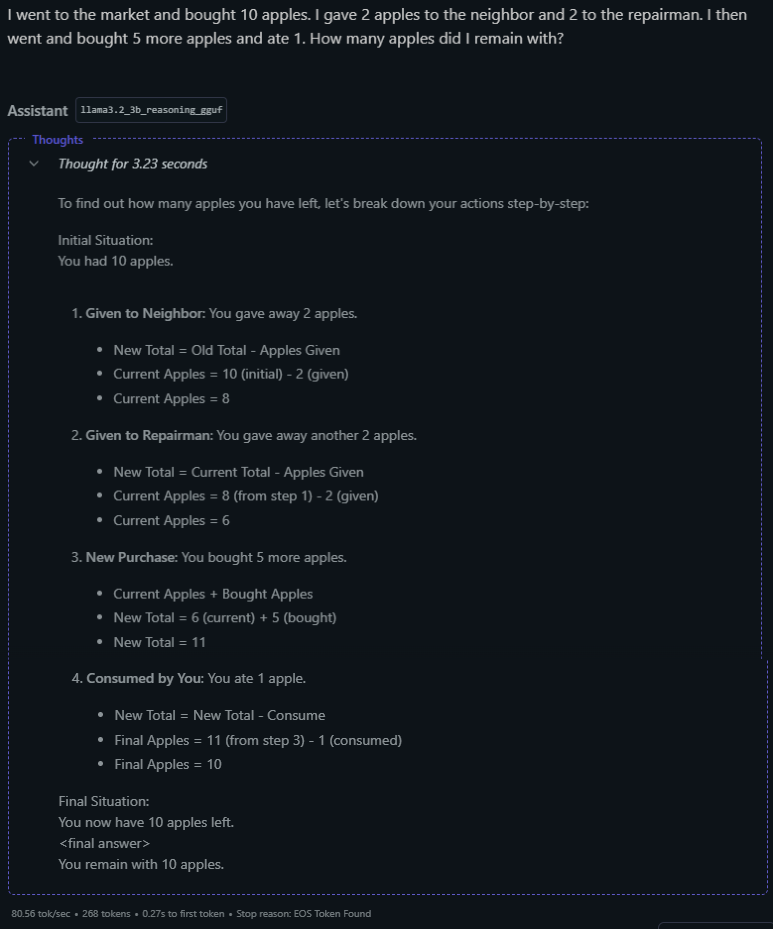 I went to the market and bought 10 apples. I gave 2 apples to the neighbor and 2 to the repairman. I then
went and bought 5 more apples and ate 1. How many apples did I remain with?
Assistant llama3.2_3b_reasoning_gguf
Thoughts
Thought for 3.23 seconds
To find out how many apples you have left, let's break down your actions step-by-step:
Initial Situation:
You had 10 apples.
1. Given to Neighbor: You gave away 2 apples.
• New Total = Old Total - Apples Given
• Current Apples = 10 (initial) - 2 (given)
• Current Apples = 8
2. Given to Repairman: You gave away another 2 apples.
• New Total = Current Total - Apples Given
• Current Apples = 8 (from step 1) - 2 (given)
• Current Apples = 6
3. New Purchase: You bought 5 more apples.
• Current Apples + Bought Apples
• New Total = 6 (current) + 5 (bought)
• New Total = 11
4. Consumed by You: You ate 1 apple.
• New Total = New Total - Consume
• Final Apples = 11 (from step 3) - 1 (consumed)
• Final Apples = 10
Final Situation:
You now have 10 apples left.
<final answer>
You remain with 10 apples.
80.56 tok/sec • 268 tokens • 0.27s to first token • Stop reason: EOS Token Found